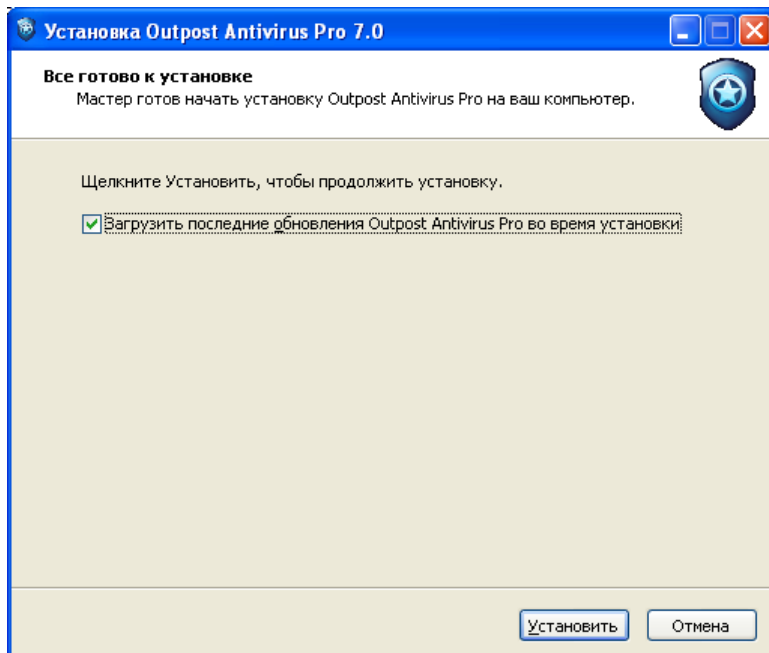 Установка Outpost Antivirus Pro 7.0
Все готово к установке
Мастер готов начать установку Outpost Antivirus Pro на ваш компьютер.
Щелкните Установить, чтобы продолжить установку.
Загрузить последние обновления Outpost Antivirus Pro во время установки
Установить
Отмена